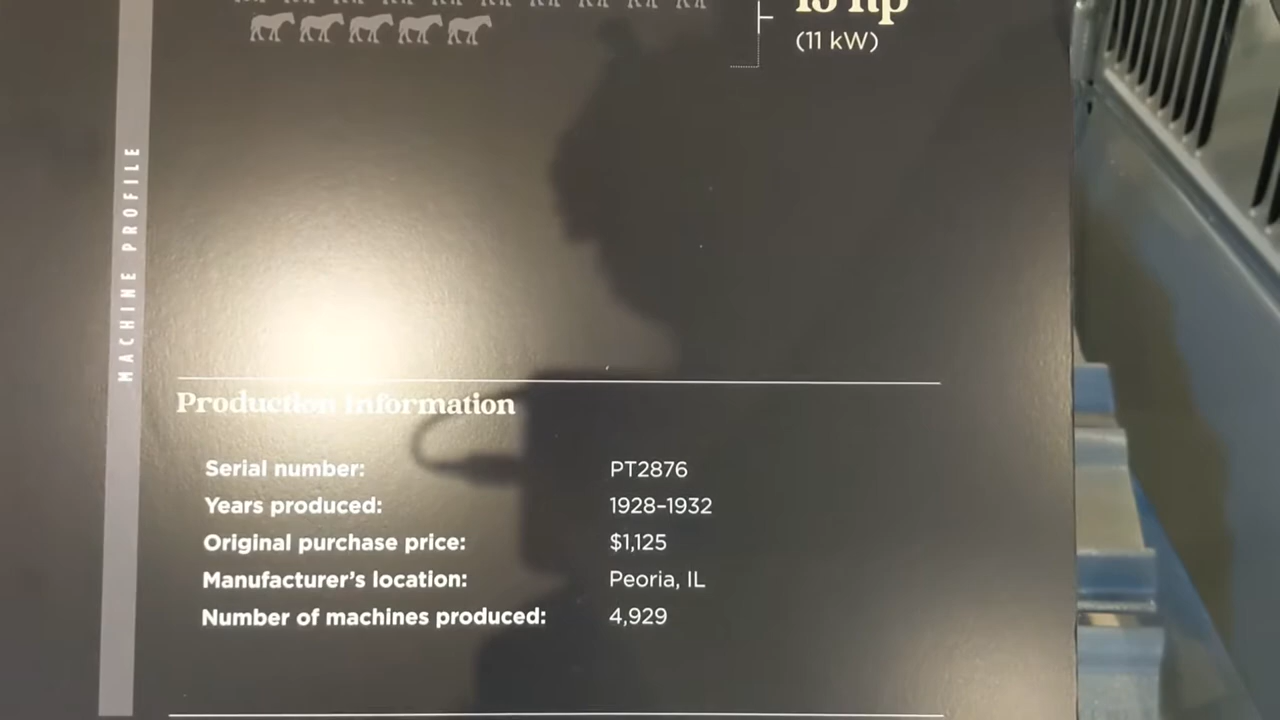 (11 kW)
MACHINE PROFILE
Production Information
Serial number: PT2876
Years produced: 1928–1932
Original purchase price: $1,125
Manufacturer's location: Peoria, IL
Number of machines produced: 4,929